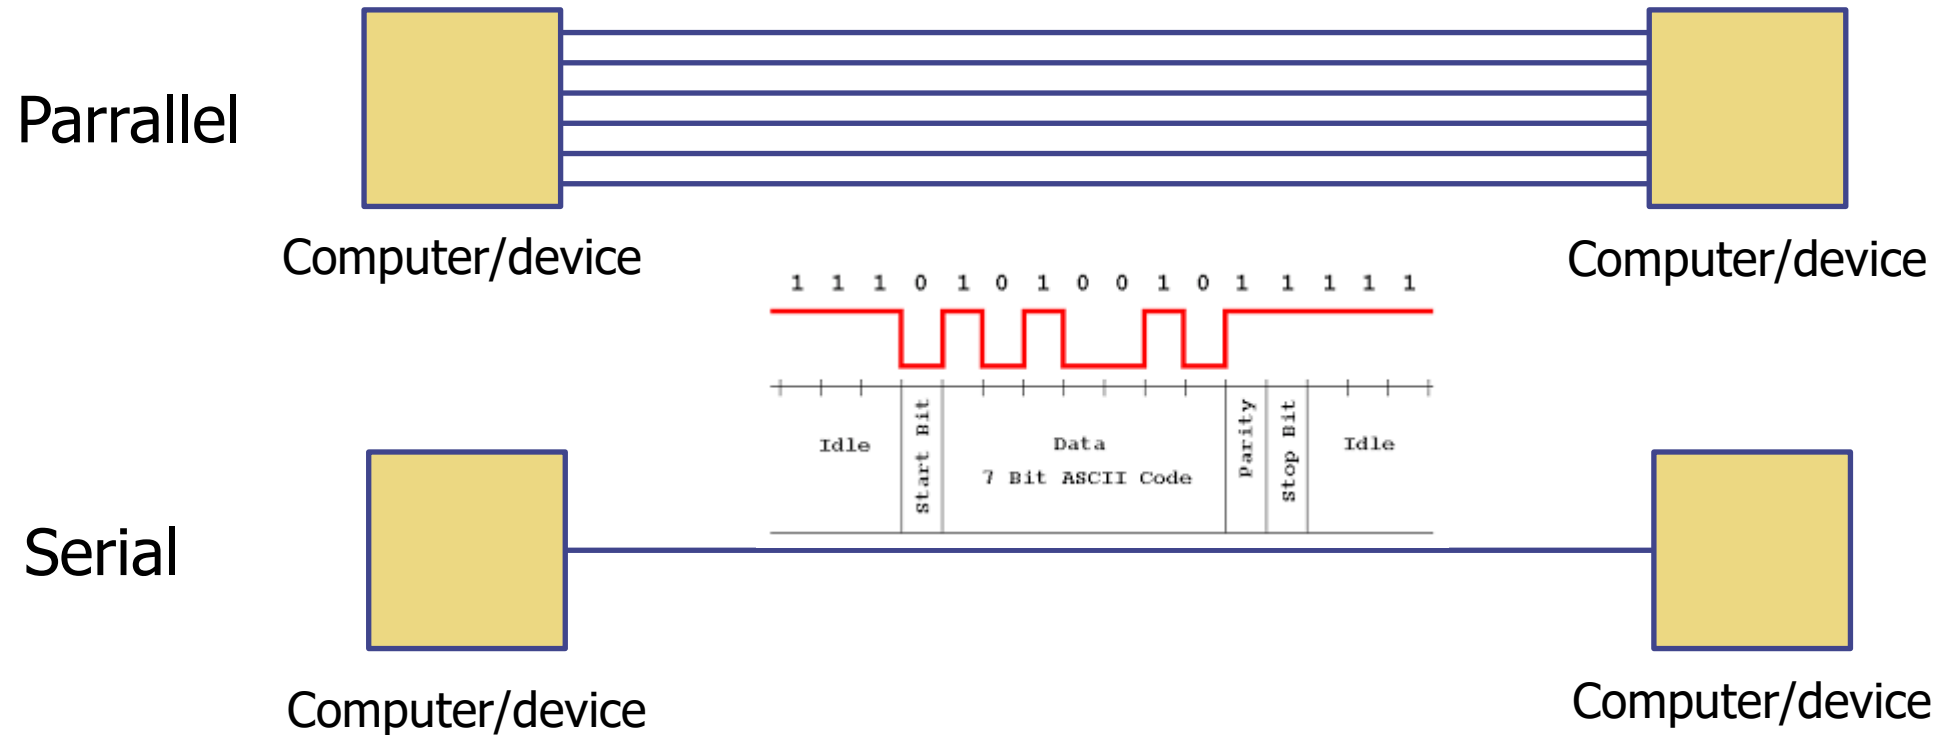 Parrallel
Computer/device
Computer/device
1 1 1 0 1 0 1 0 0 1 0 1 1 1 1 1
Idle
Start Bit
Data
7 Bit ASCII Code
Parity
Stop Bit
Idle
Serial
Computer/device
Computer/device